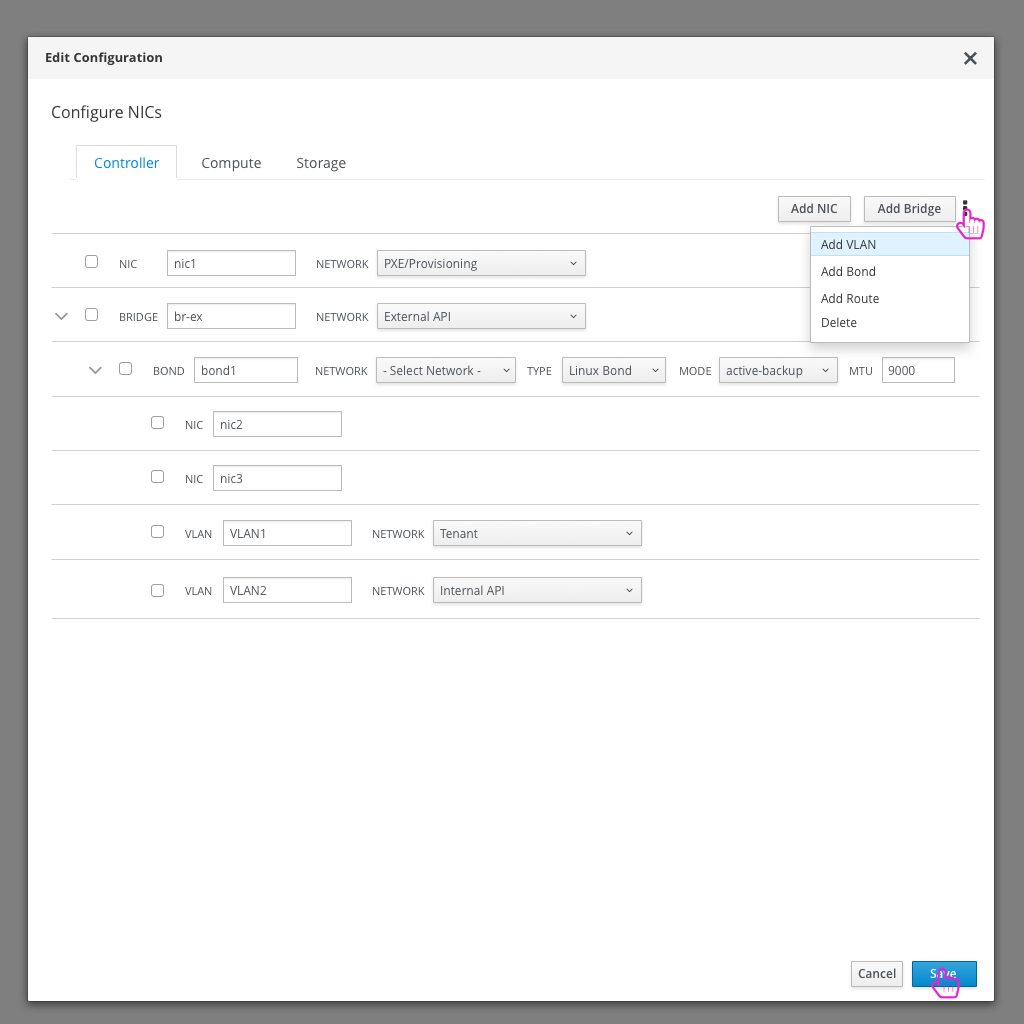 Edit Configuration
Configure NICs
Controller Compute Storage
Add NIC Add Bridge
Add VLAN
Add Bond
Add Route
Delete
NIC nic1 NETWORK PXE/Provisioning
BRIDGE br-ex NETWORK External API
BOND bond1 NETWORK - Select Network - TYPE Linux Bond MODE active-backup MTU 9000
NIC nic2
NIC nic3
VLAN VLAN1 NETWORK Tenant
VLAN VLAN2 NETWORK Internal API
Cancel Save